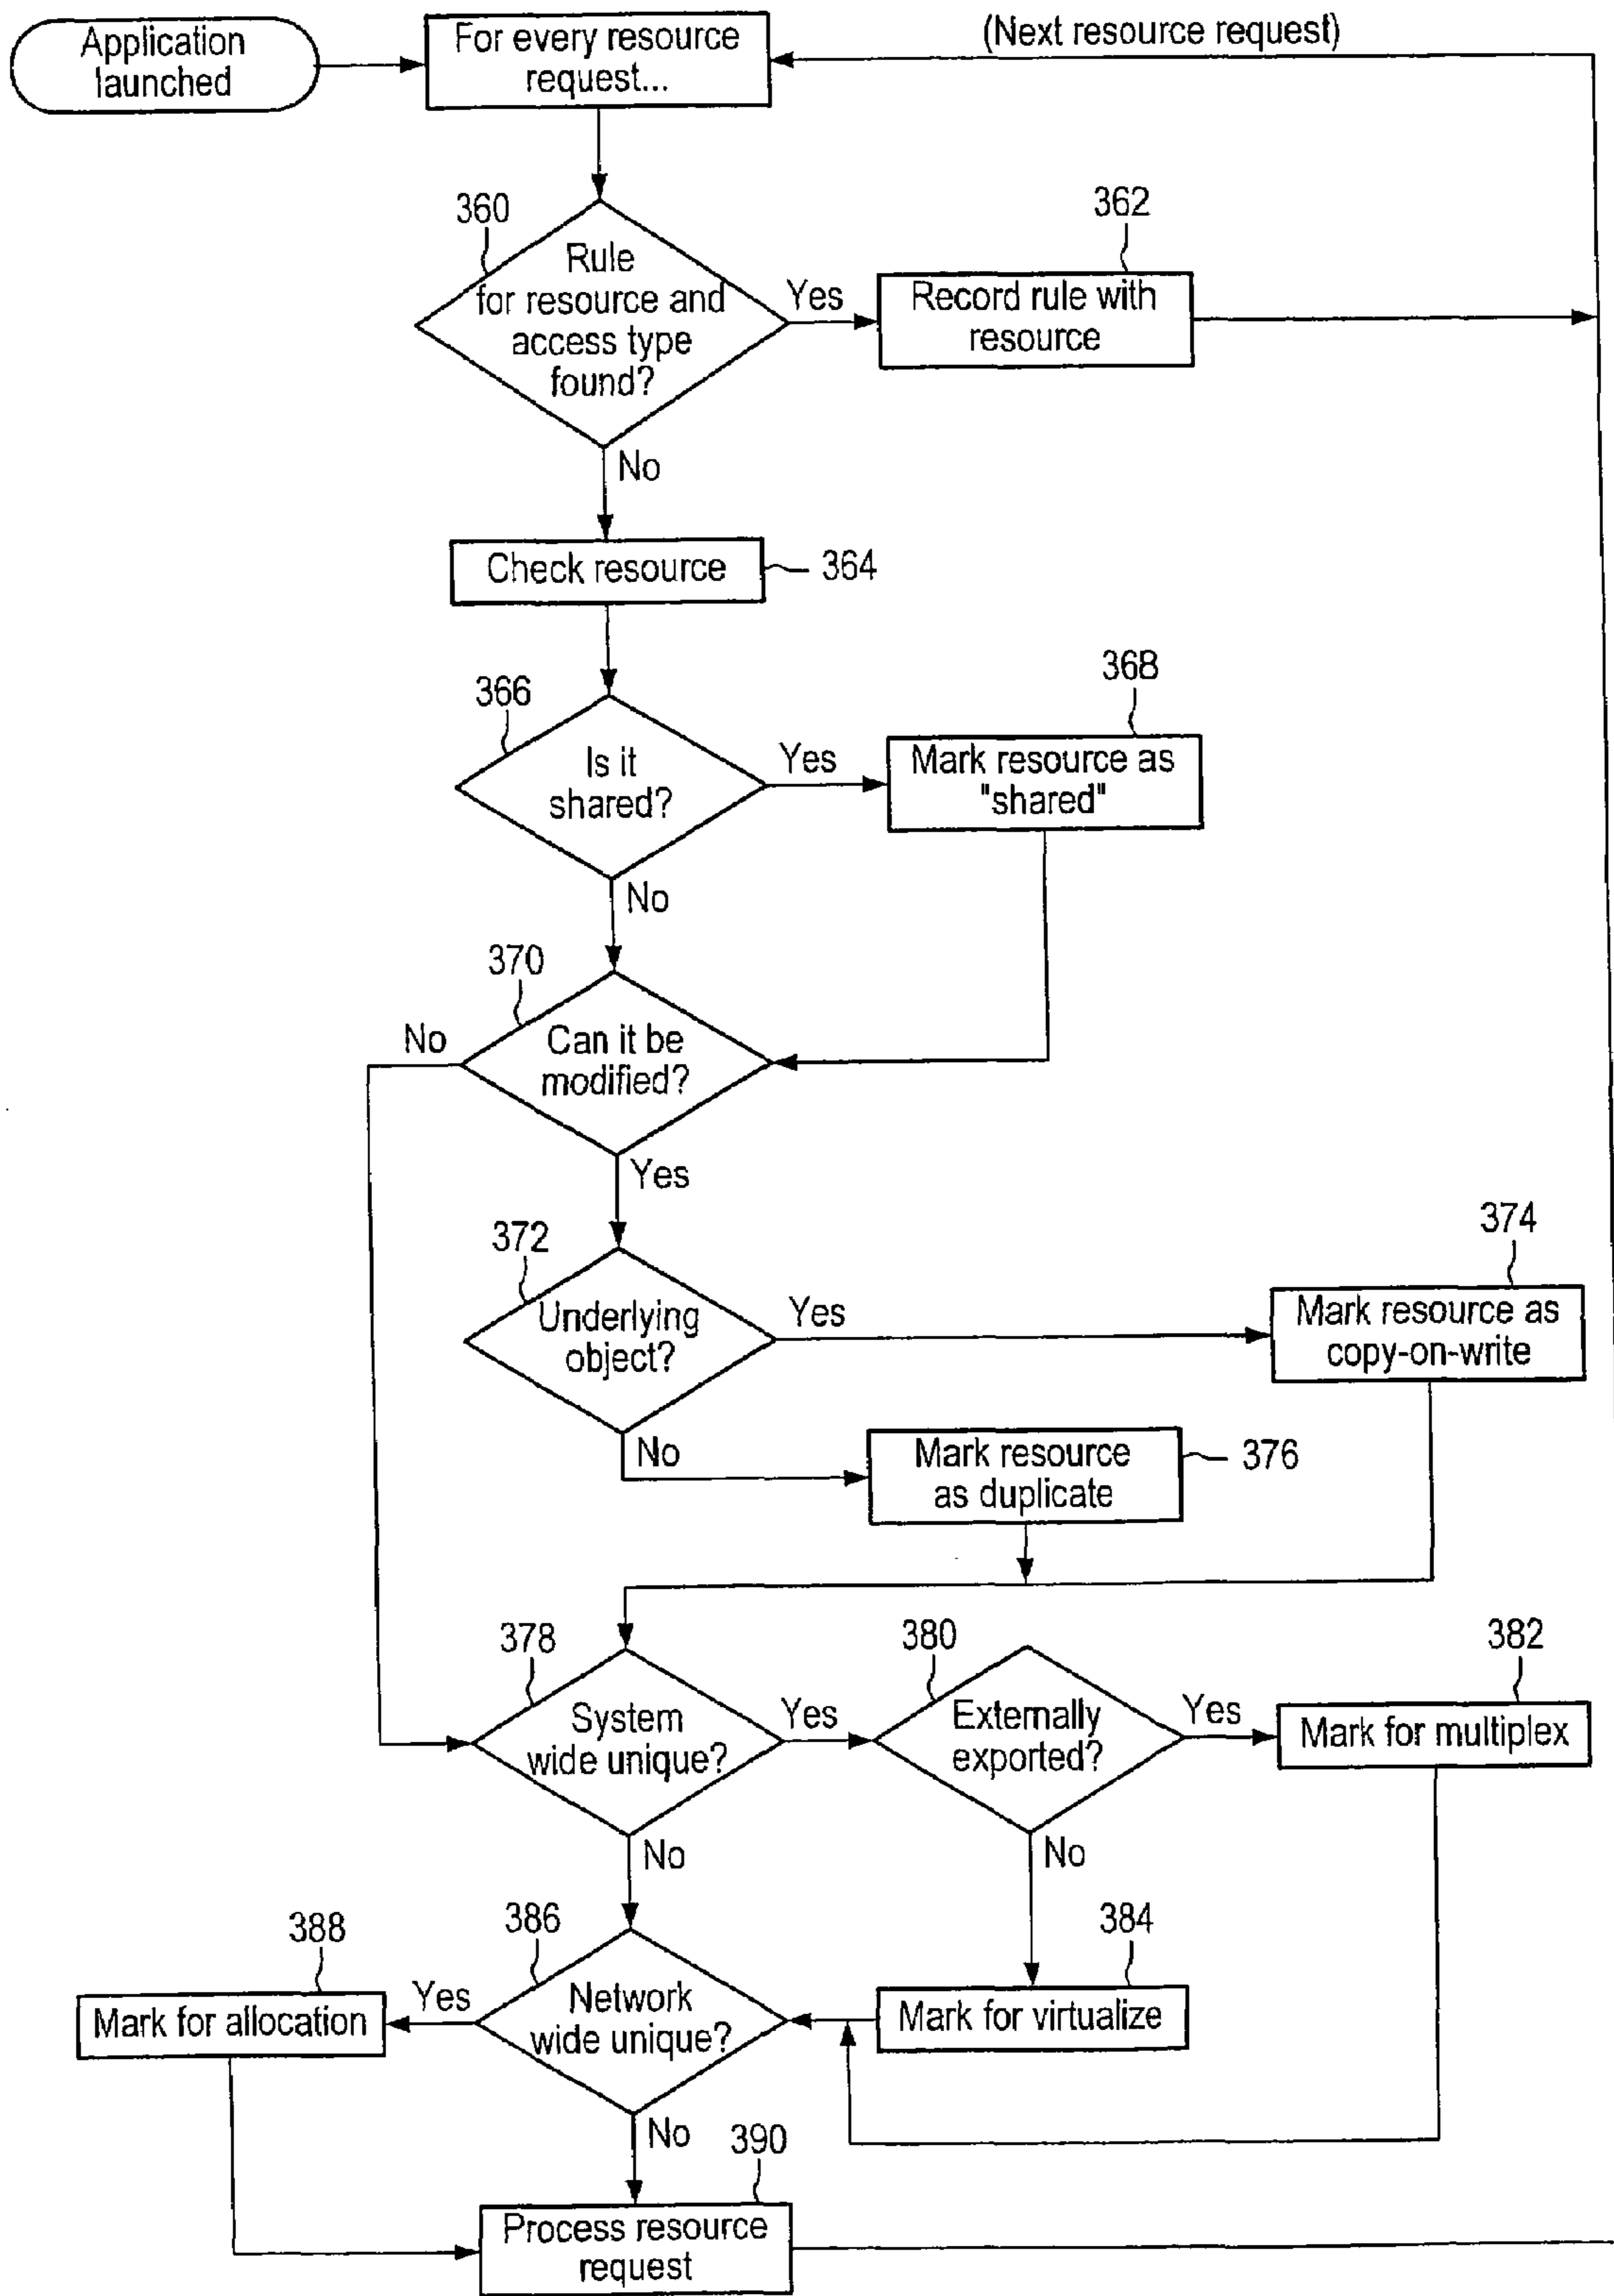 Application
launched
For every resource
request...
(Next resource request)
360
Rule
for resource and
access type
found?
Yes
362
Record rule with
resource
No
Check resource
364
366
Is it
shared?
Yes
368
Mark resource as
"shared"
No
370
No
Can it be
modified?
Yes
372
Underlying
object?
Yes
374
Mark resource as
copy-on-write
No
Mark resource
as duplicate
376
378
System
wide unique?
Yes
380
Externally
exported?
Yes
382
Mark for multiplex
No
No
388
Mark for allocation
Yes
386
Network
wide unique?
384
Mark for virtualize
No
390
Process resource
request